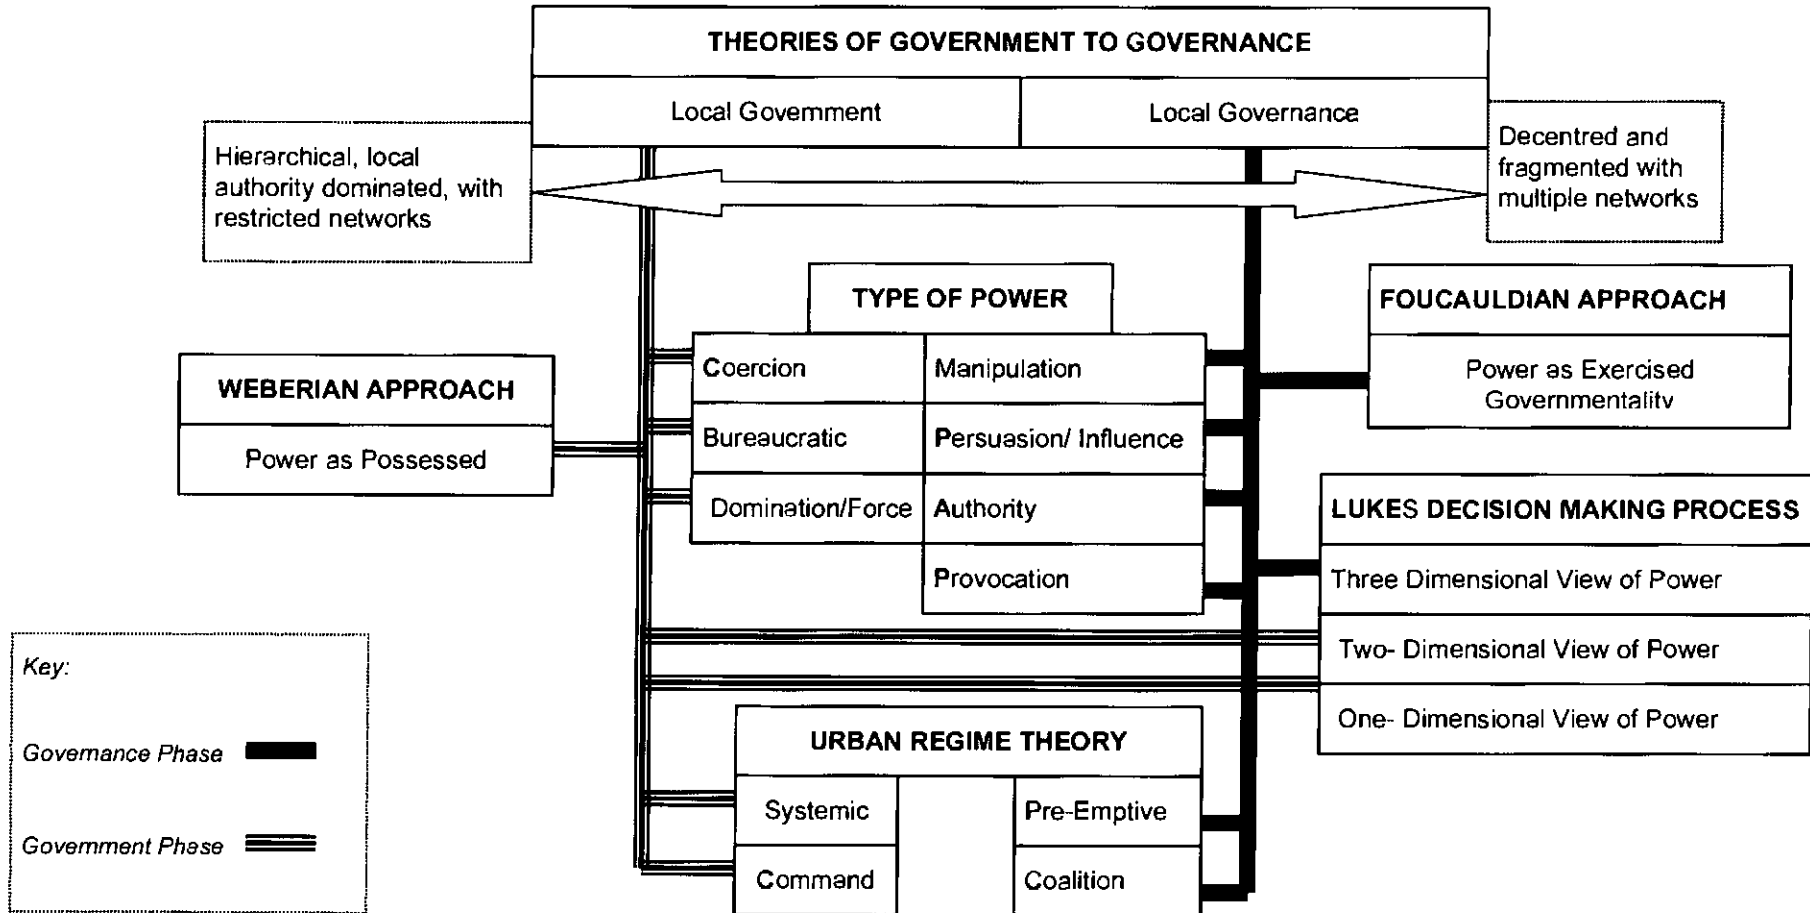 THEORIES OF GOVERNMENT TO GOVERNANCE
Local Government
Local Governance
Hierarchical, local
authority dominated, with
restricted networks
Decentred and
fragmented with
multiple networks
TYPE OF POWER
Coercion
Manipulation
Bureaucratic
Persuasion/ Influence
Domination/Force
Authority
Provocation
FOUCAULDIAN APPROACH
Power as Exercised
Governmentality
WEBERIAN APPROACH
Power as Possessed
LUKES DECISION MAKING PROCESS
Three Dimensional View of Power
Two- Dimensional View of Power
One- Dimensional View of Power
Key:
Governance Phase
Government Phase
URBAN REGIME THEORY
Systemic
Pre-Emptive
Command
Coalition